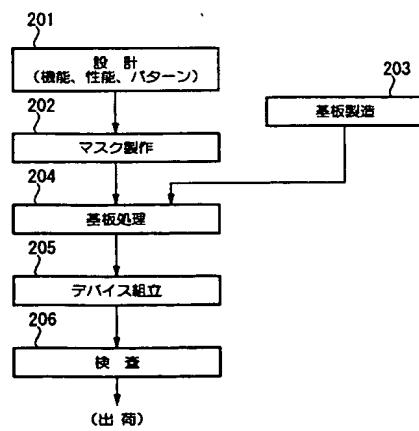 201
設 計
(機能、性能、パターン)
202
マスク製作
203
基板製造
204
基板処理
205
デバイス組立
206
検 査
(出 荷)